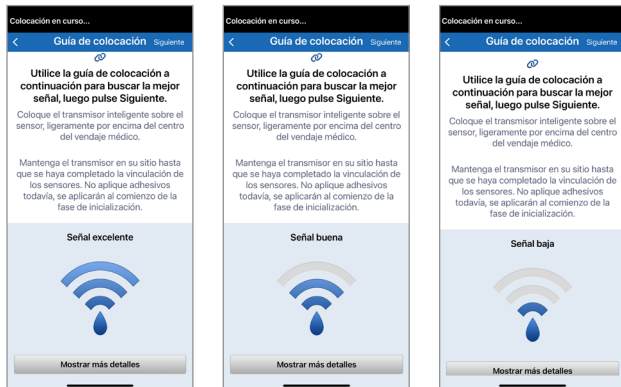 Colocación en curso...
Guía de colocación Siguiente
Utilice la guía de colocación a
continuación para buscar la mejor
señal, luego pulse Siguiente.
Coloque el transmisor inteligente sobre el
sensor, ligeramente por encima del centro
del vendaje médico.
Mantenga el transmisor en su sitio hasta
que se haya completado la vinculación de
los sensores. No aplique adhesivos
todavía, se aplicarán al comienzo de la
fase de inicialización.
Señal excelente
Mostrar más detalles
Colocación en curso...
Guía de colocación Siguiente
Utilice la guía de colocación a
continuación para buscar la mejor
señal, luego pulse Siguiente.
Coloque el transmisor inteligente sobre el
sensor, ligeramente por encima del centro
del vendaje médico.
Mantenga el transmisor en su sitio hasta
que se haya completado la vinculación de
los sensores. No aplique adhesivos
todavía, se aplicarán al comienzo de la
fase de inicialización.
Señal buena
Mostrar más detalles
Colocación en curso...
Guía de colocación Siguiente
Utilice la guía de colocación a
continuación para buscar la mejor
señal, luego pulse Siguiente.
Coloque el transmisor inteligente sobre el
sensor, ligeramente por encima del centro
del vendaje médico.
Mantenga el transmisor en su sitio hasta
que se haya completado la vinculación de
los sensores. No aplique adhesivos
todavía, se aplicarán al comienzo de la
fase de inicialización.
Señal baja
Mostrar más detalles